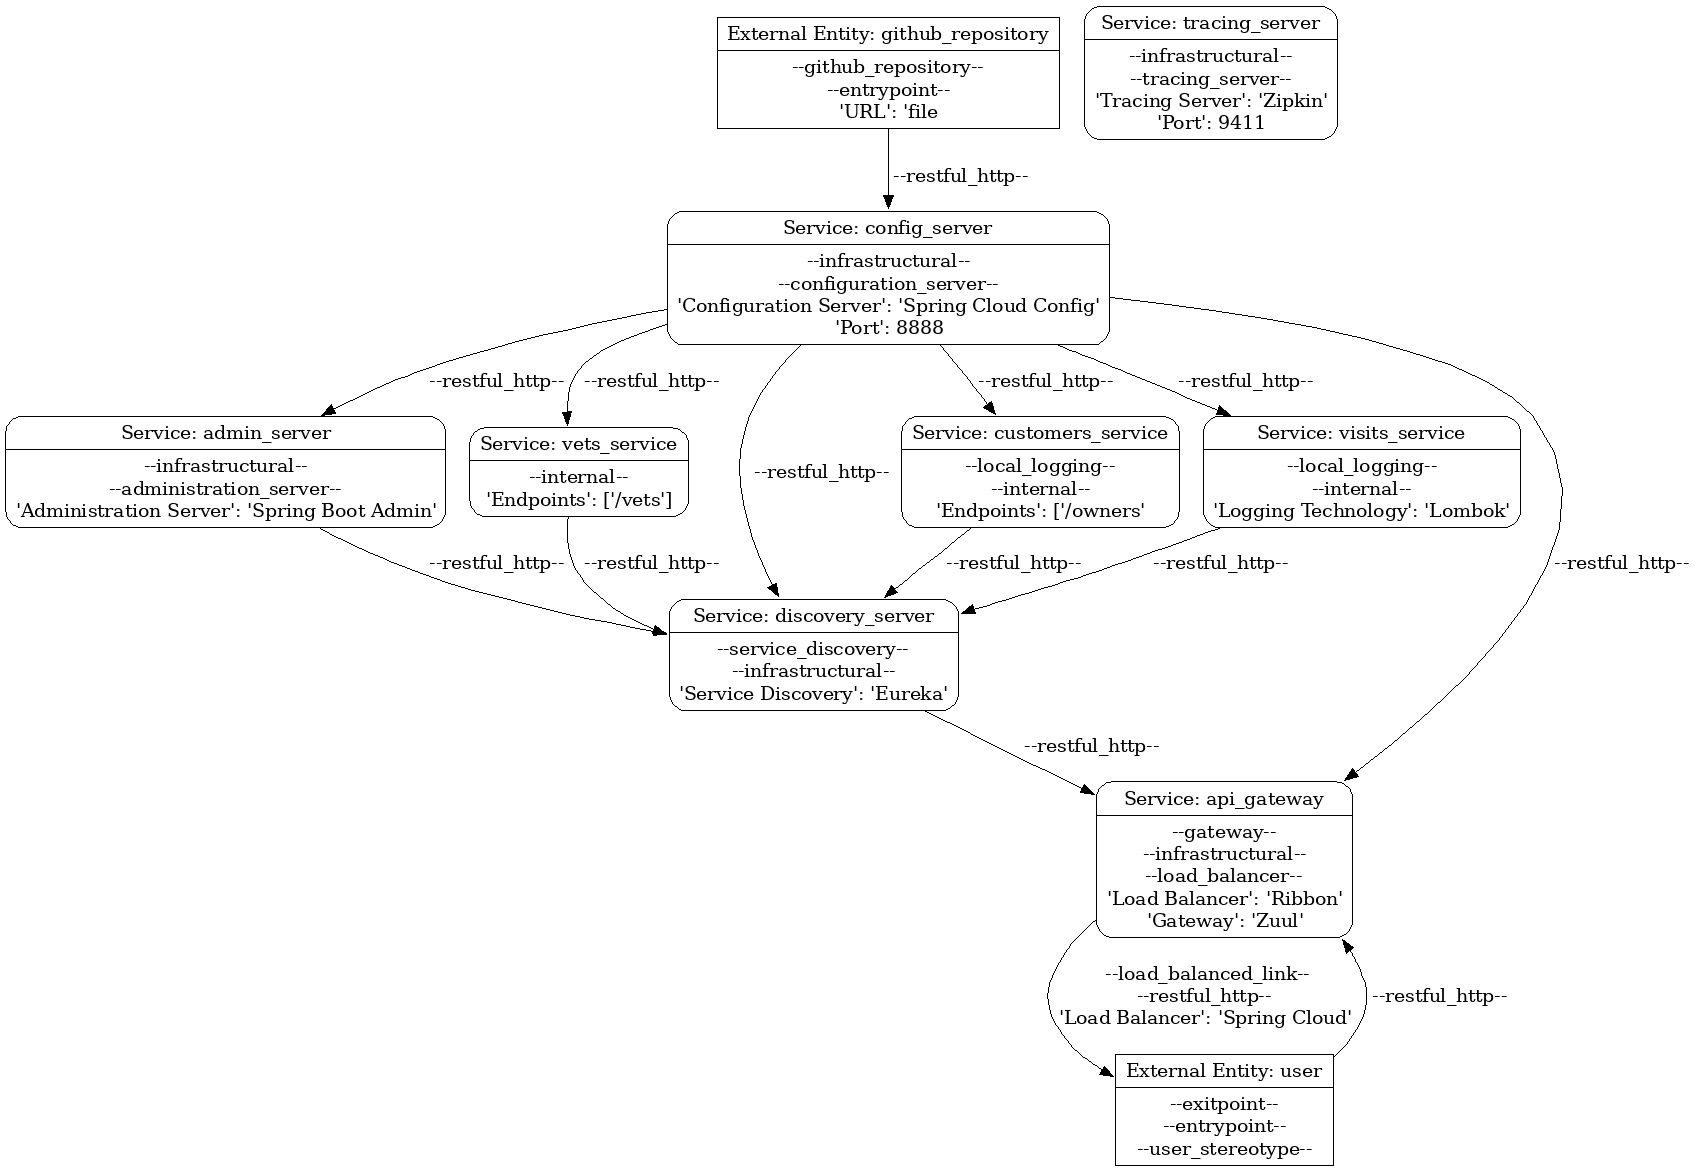 External Entity: github_repository
--github_repository--
--entrypoint--
'URL': 'file
Service: tracing_server
--infrastructural--
--tracing_server--
'Tracing Server': 'Zipkin'
'Port': 9411
--restful_http--
Service: config_server
--infrastructural--
--configuration_server--
'Configuration Server': 'Spring Cloud Config'
'Port': 8888
--restful_http--
--restful_http--
--restful_http--
--restful_http--
Service: admin_server
--infrastructural--
--administration_server--
'Administration Server': 'Spring Boot Admin'
Service: vets_service
--internal--
'Endpoints': ['/vets']
--restful_http--
Service: customers_service
--local_logging--
--internal--
'Endpoints': ['/owners'
Service: visits_service
--local_logging--
--internal--
'Logging Technology': 'Lombok'
--restful_http--
--restful_http--
--restful_http--
--restful_http--
--restful_http--
Service: discovery_server
--service_discovery--
--infrastructural--
'Service Discovery': 'Eureka'
--restful_http--
Service: api_gateway
--gateway--
--infrastructural--
--load_balancer--
'Load Balancer': 'Ribbon'
'Gateway': 'Zuul'
--load_balanced_link--
--restful_http--
'Load Balancer': 'Spring Cloud'
--restful_http--
External Entity: user
--exitpoint--
--entrypoint--
--user_stereotype--